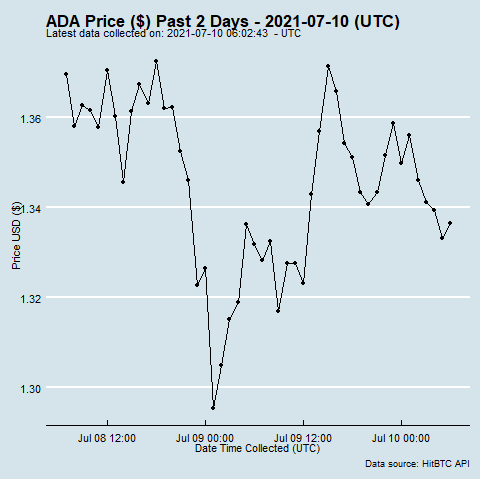 ADA Price ($) Past 2 Days - 2021-07-10 (UTC)
Latest data collected on: 2021-07-10 06:02:43  - UTC
Price USD ($)
1.36
1.34
1.32
1.30
Jul 08 12:00 Jul 09 00:00 Jul 09 12:00 Jul 10 00:00
Date Time Collected (UTC)
Data source: HitBTC API